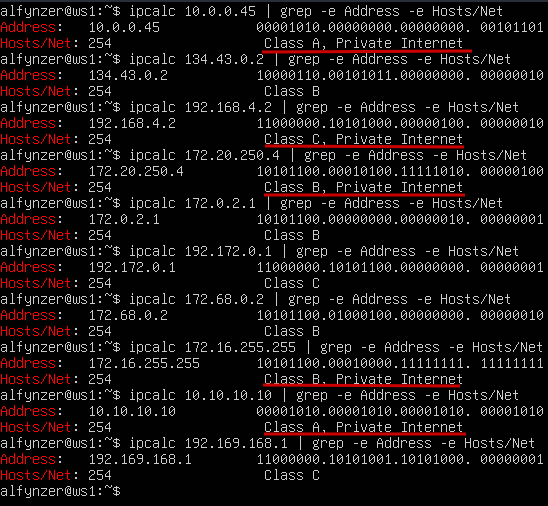 alfynzer@ws1:~$ ipcalc 10.0.0.45 | grep -e Address -e Hosts/Net
Address:   10.0.0.45            00001010.00000000.00000000. 00101101
Hosts/Net: 254                   Class A, Private Internet
alfynzer@ws1:~$ ipcalc 134.43.0.2 | grep -e Address -e Hosts/Net
Address:   134.43.0.2           10000110.00101011.00000000. 00000010
Hosts/Net: 254                   Class B
alfynzer@ws1:~$ ipcalc 192.168.4.2 | grep -e Address -e Hosts/Net
Address:   192.168.4.2          11000000.10101000.00000100. 00000010
Hosts/Net: 254                   Class C, Private Internet
alfynzer@ws1:~$ ipcalc 172.20.250.4 | grep -e Address -e Hosts/Net
Address:   172.20.250.4         10101100.00010100.11111010. 00000100
Hosts/Net: 254                   Class B, Private Internet
alfynzer@ws1:~$ ipcalc 172.0.2.1 | grep -e Address -e Hosts/Net
Address:   172.0.2.1            10101100.00000000.00000010. 00000001
Hosts/Net: 254                   Class B
alfynzer@ws1:~$ ipcalc 192.172.0.1 | grep -e Address -e Hosts/Net
Address:   192.172.0.1          11000000.10101100.00000000. 00000001
Hosts/Net: 254                   Class C
alfynzer@ws1:~$ ipcalc 172.68.0.2 | grep -e Address -e Hosts/Net
Address:   172.68.0.2           10101100.01000100.00000000. 00000010
Hosts/Net: 254                   Class B
alfynzer@ws1:~$ ipcalc 172.16.255.255 | grep -e Address -e Hosts/Net
Address:   172.16.255.255       10101100.00010000.11111111. 11111111
Hosts/Net: 254                   Class B, Private Internet
alfynzer@ws1:~$ ipcalc 10.10.10.10 | grep -e Address -e Hosts/Net
Address:   10.10.10.10          00001010.00001010.00001010. 00001010
Hosts/Net: 254                   Class A, Private Internet
alfynzer@ws1:~$ ipcalc 192.169.168.1 | grep -e Address -e Hosts/Net
Address:   192.169.168.1        11000000.10101001.10101000. 00000001
Hosts/Net: 254                   Class C
alfynzer@ws1:~$